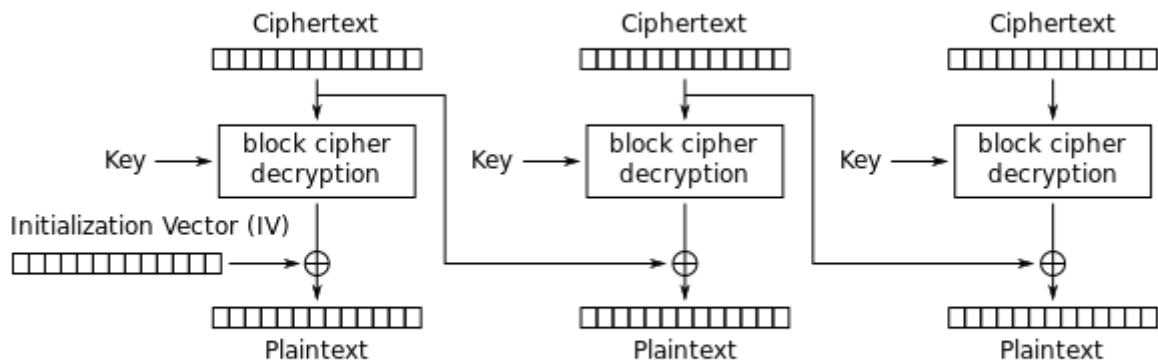 Ciphertext
Ciphertext
Ciphertext
Key
block cipher
decryption
Key
block cipher
decryption
Key
block cipher
decryption
Initialization Vector (IV)
Plaintext
Plaintext
Plaintext